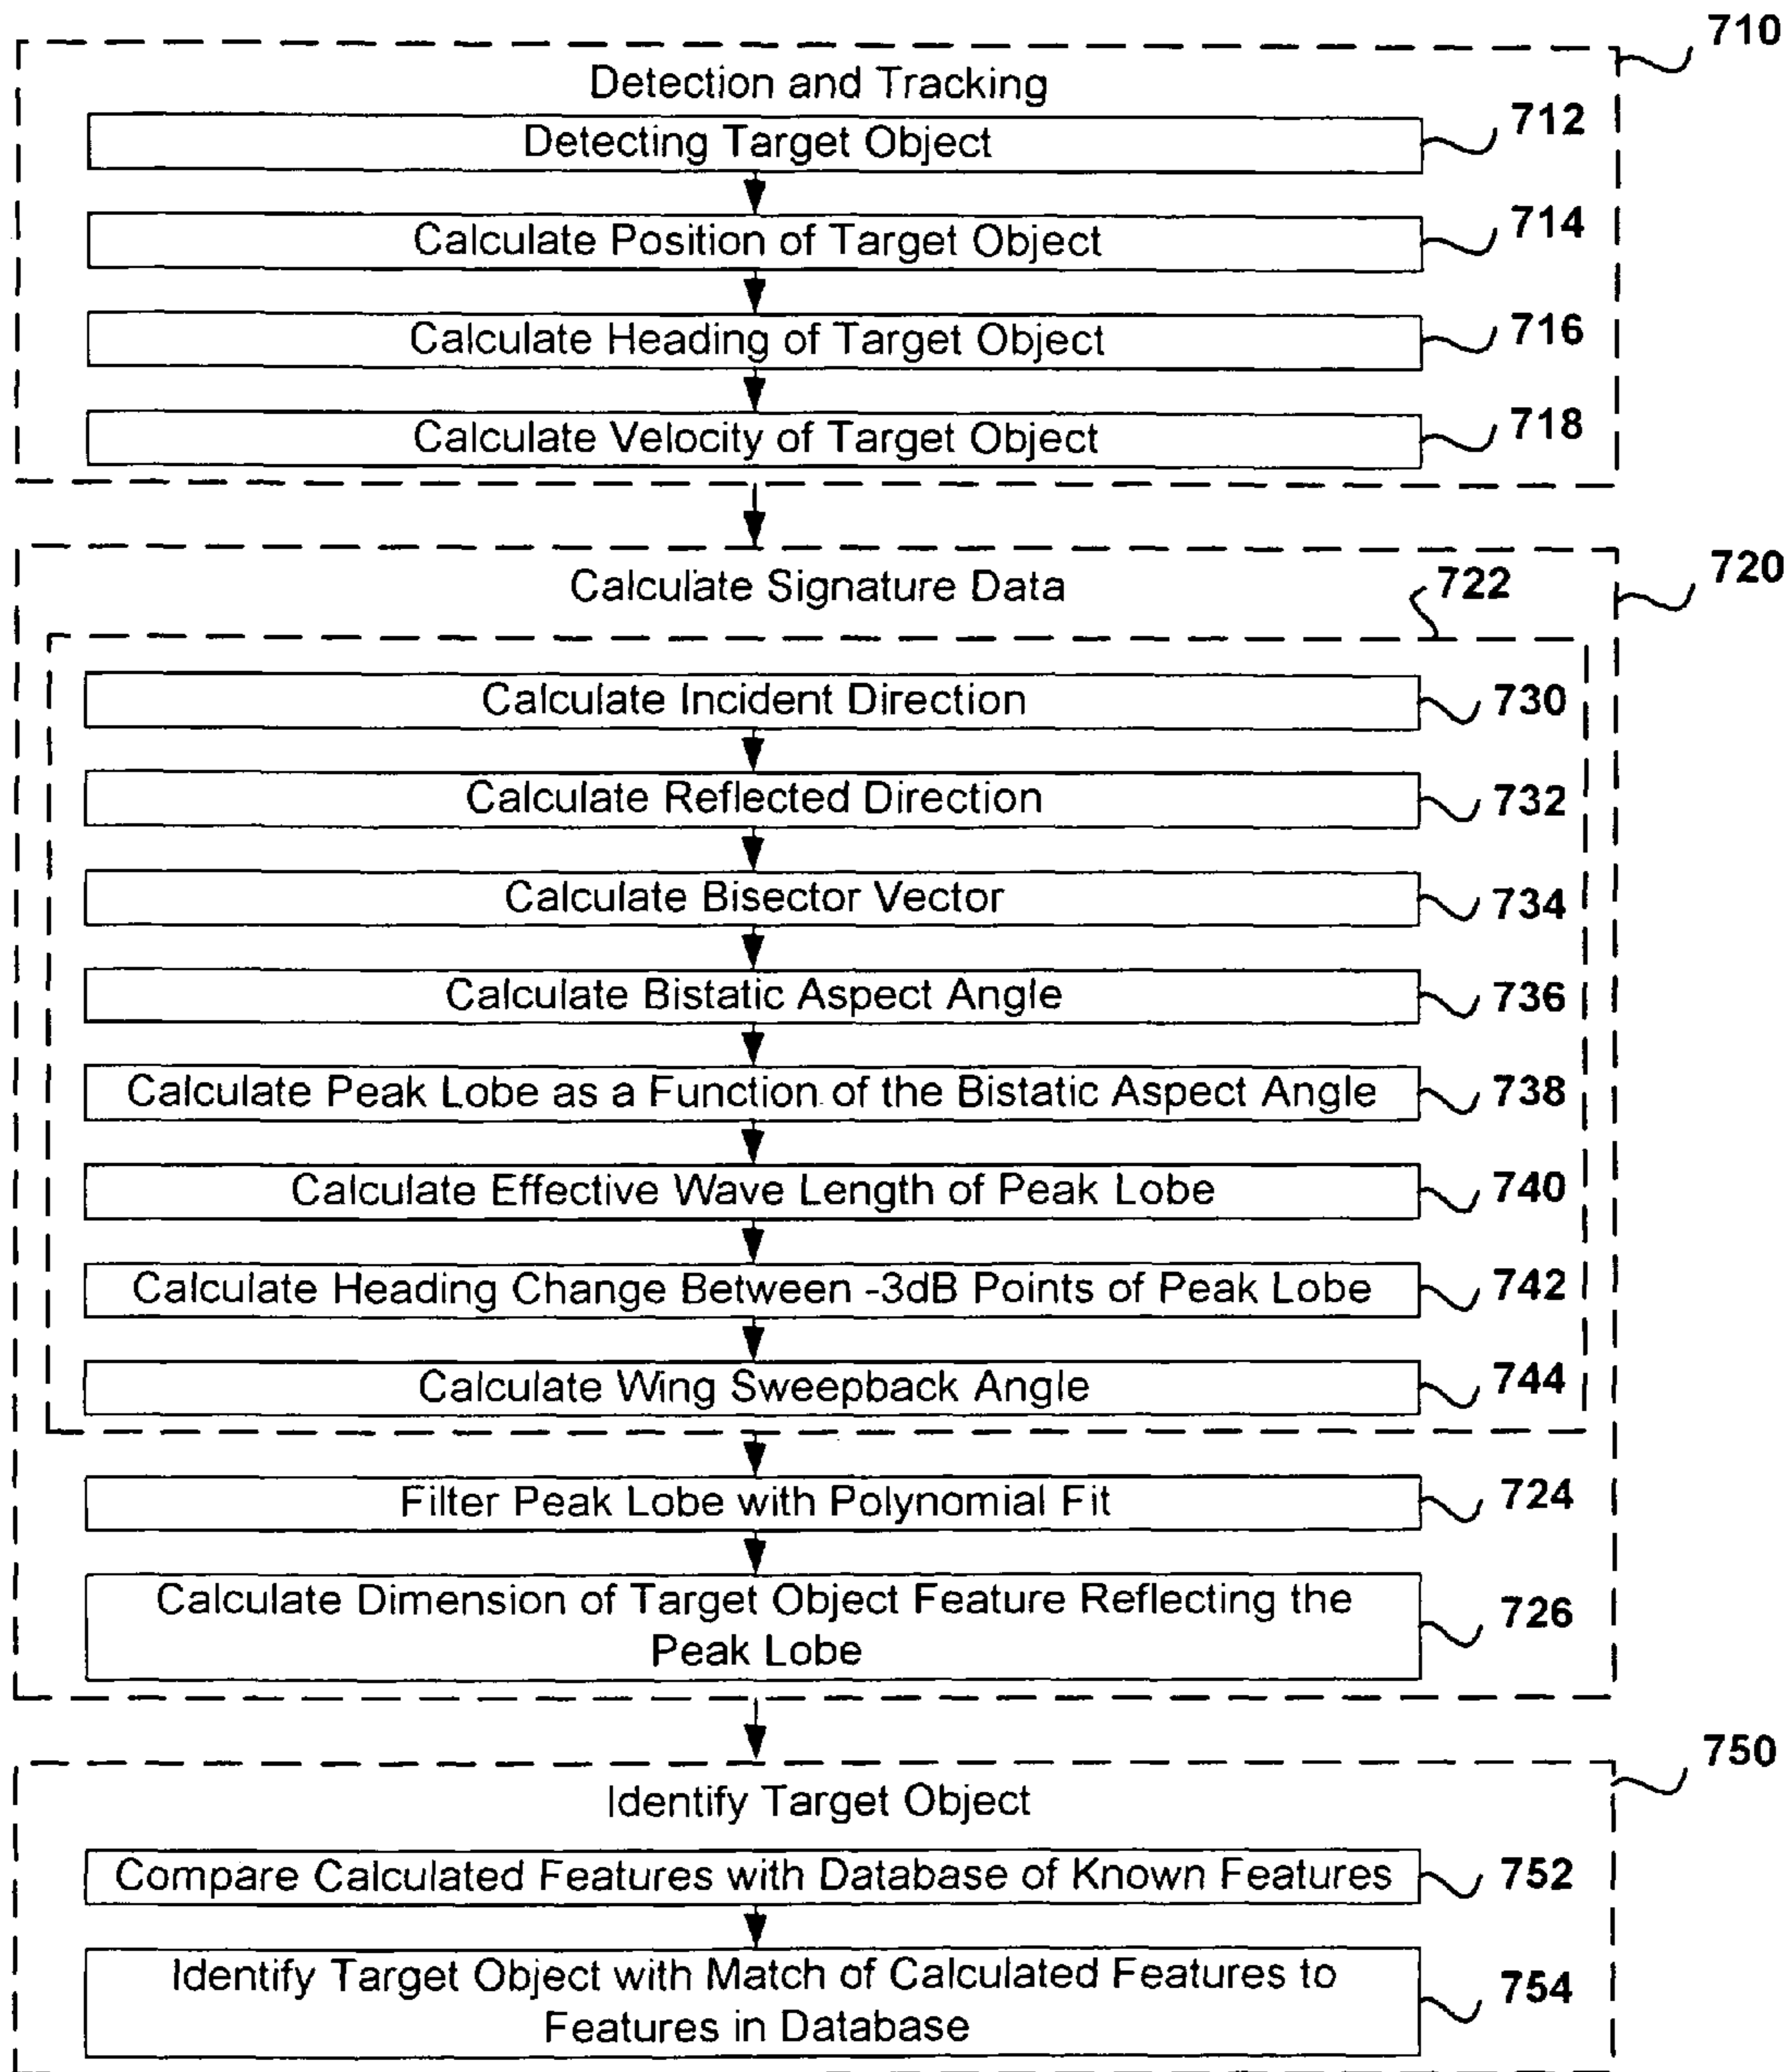 710
Detection and Tracking
Detecting Target Object
712
Calculate Position of Target Object
714
Calculate Heading of Target Object
716
Calculate Velocity of Target Object
718
720
Calculate Signature Data
722
Calculate Incident Direction
730
Calculate Reflected Direction
732
Calculate Bisector Vector
734
Calculate Bistatic Aspect Angle
736
Calculate Peak Lobe as a Function of the Bistatic Aspect Angle
738
Calculate Effective Wave Length of Peak Lobe
740
Calculate Heading Change Between -3dB Points of Peak Lobe
742
Calculate Wing Sweepback Angle
744
Filter Peak Lobe with Polynomial Fit
724
Calculate Dimension of Target Object Feature Reflecting the
Peak Lobe
726
750
Identify Target Object
Compare Calculated Features with Database of Known Features
752
Identify Target Object with Match of Calculated Features to
Features in Database
754